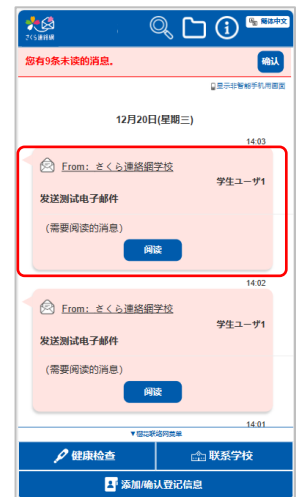 さくら連絡網
简体中文
您有9条未读的消息。
确认
显示非智能手机用画面
12月20日(星期三)
14:03
From: さくら連絡網学校
学生ユーザ1
发送测试电子邮件
(需要阅读的消息)
阅读
14:02
From: さくら連絡網学校
学生ユーザ1
发送测试电子邮件
(需要阅读的消息)
阅读
14:01
健康检查
联系学校
添加/确认登记信息